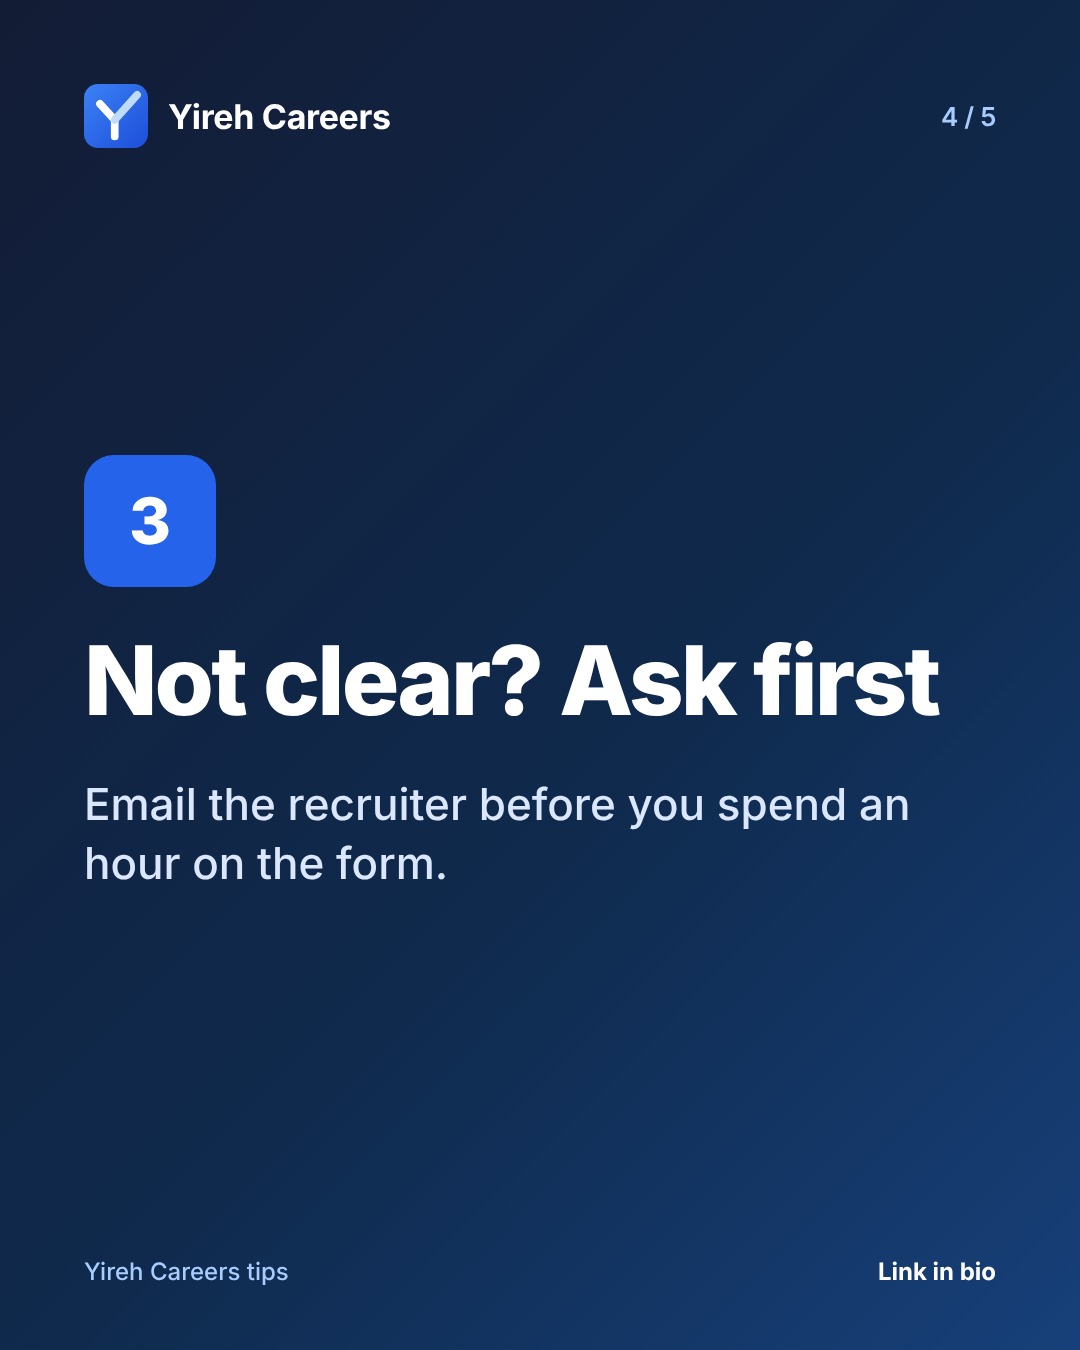 Yireh Careers
4 / 5
3
Not clear? Ask first
Email the recruiter before you spend an
hour on the form.
Yireh Careers tips
Link in bio